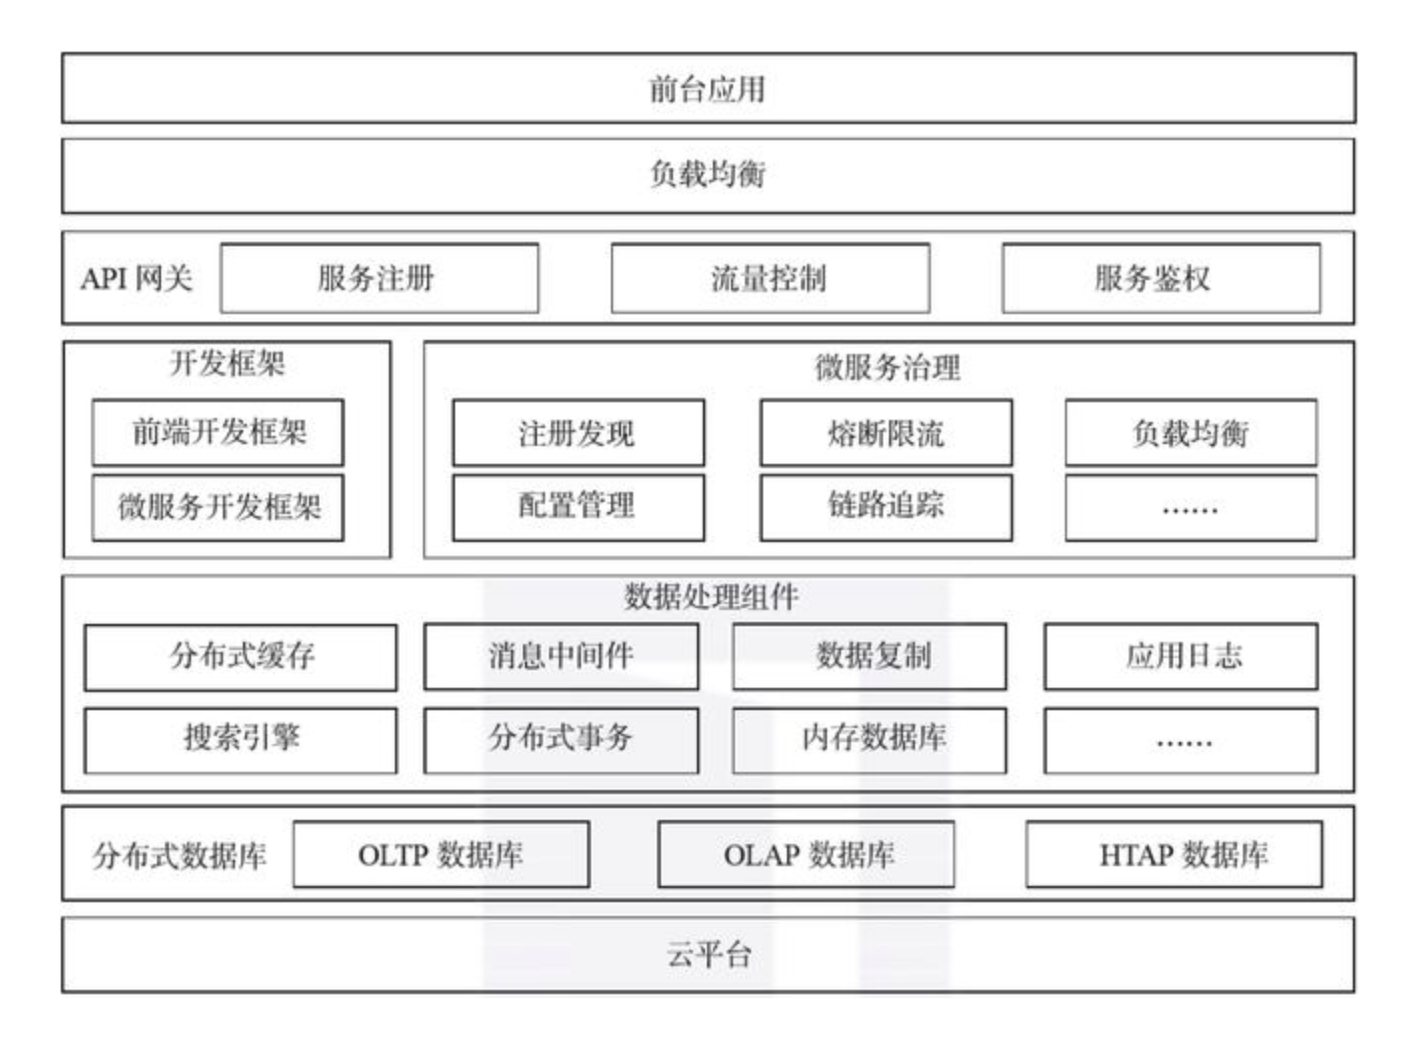 前台应用
负载均衡
API 网关 服务注册 流量控制 服务鉴权
开发框架
前端开发框架
微服务开发框架
微服务治理
注册发现 熔断限流 负载均衡
配置管理 链路追踪 ……
数据处理组件
分布式缓存 消息中间件 数据复制 应用日志
搜索引擎 分布式事务 内存数据库 ……
分布式数据库 OLTP 数据库 OLAP 数据库 HTAP 数据库
云平台